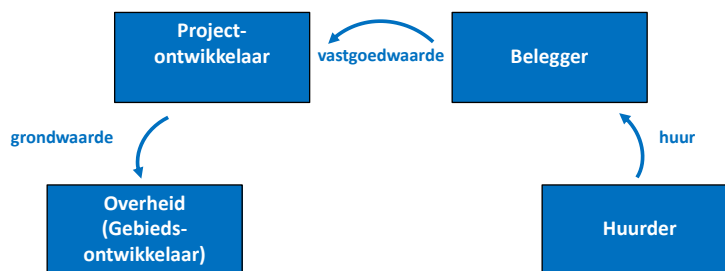 Project-
ontwikkelaar
vastgoedwaarde
Belegger
grondwaarde
huur
Overheid
(Gebieds-
ontwikkelaar)
Huurder